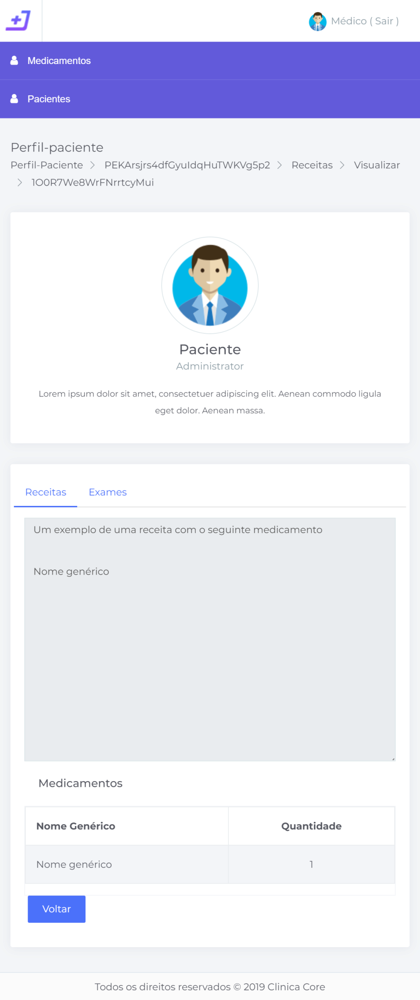 Médico ( Sair )
Medicamentos
Pacientes
Perfil-paciente
Perfil-Paciente > PEKArsjrs4dfGyuIdqHuTWKVg5p2 > Receitas > Visualizar
> 1O0R7We8WrFNrrtcyMui
Paciente
Administrator
Lorem ipsum dolor sit amet, consectetuer adipiscing elit. Aenean commodo ligula
eget dolor. Aenean massa.
Receitas Exames
Um exemplo de uma receita com o seguinte medicamento
Nome genérico
Medicamentos
Nome Genérico Quantidade
Nome genérico 1
Voltar
Todos os direitos reservados © 2019 Clinica Core